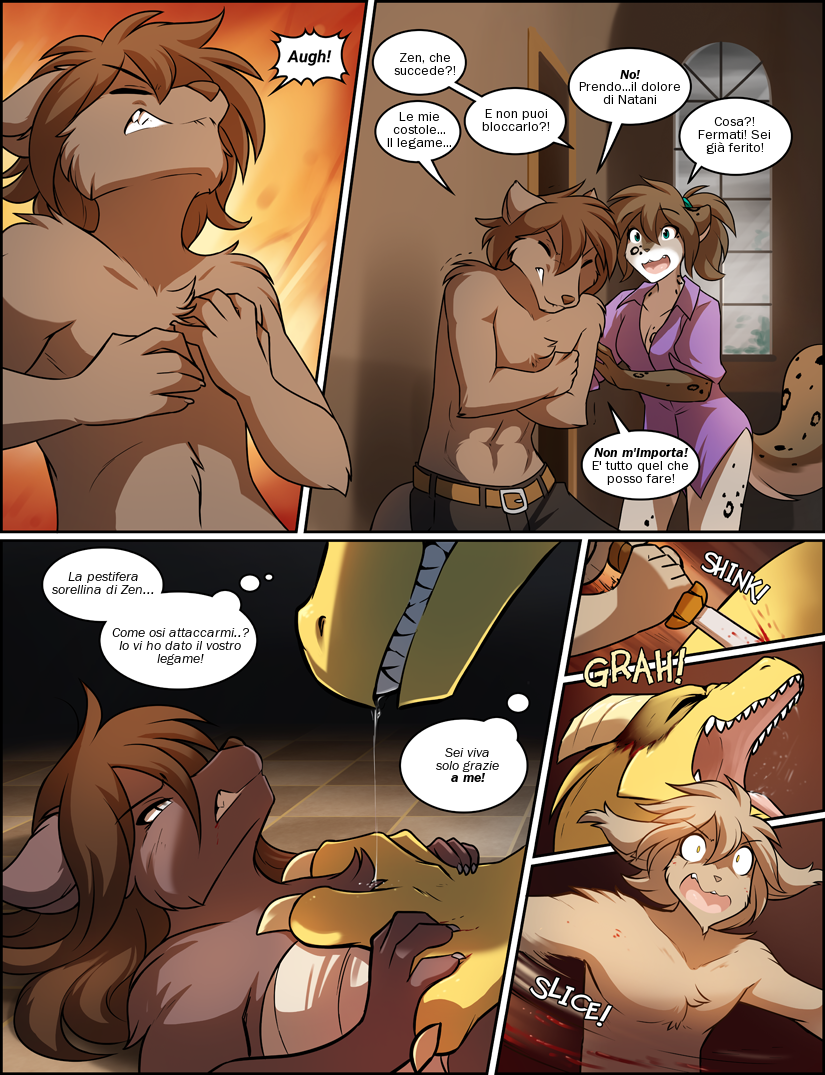 Augh!
Zen, che
succede?!
Le mie
costole...
Il legame...
E non puoi
bloccarlo?!
No!
Prendo...il dolore
di Natani
Cosa?!
Fermati! Sei
già ferito!
Non m'importa!
E' tutto quel che
posso fare!
La pestifera
sorellina di Zen...
Come osi attaccarmi..?
Io vi ho dato il vostro
legame!
Sei viva
solo grazie
a me!
SHINK!
GRAH!
SLICE!